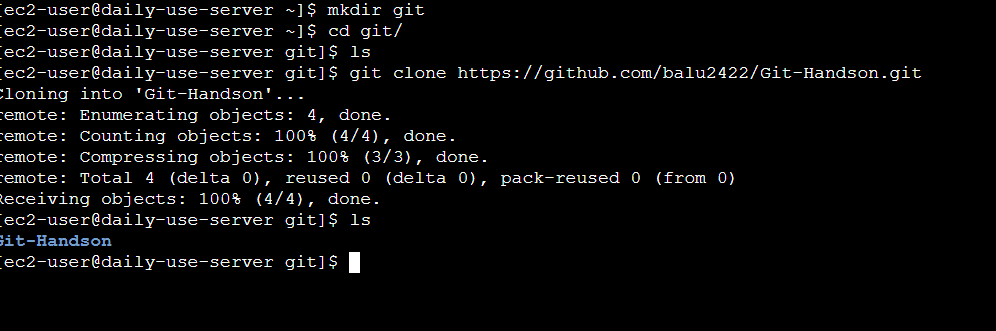 [ec2-user@daily-use-server ~]$ mkdir git
[ec2-user@daily-use-server ~]$ cd git/
[ec2-user@daily-use-server git]$ ls
[ec2-user@daily-use-server git]$ git clone https://github.com/balu2422/Git-Handson.git
Cloning into 'Git-Handson'...
remote: Enumerating objects: 4, done.
remote: Counting objects: 100% (4/4), done.
remote: Compressing objects: 100% (3/3), done.
remote: Total 4 (delta 0), reused 0 (delta 0), pack-reused 0 (from 0)
Receiving objects: 100% (4/4), done.
[ec2-user@daily-use-server git]$ ls
Git-Handson
[ec2-user@daily-use-server git]$